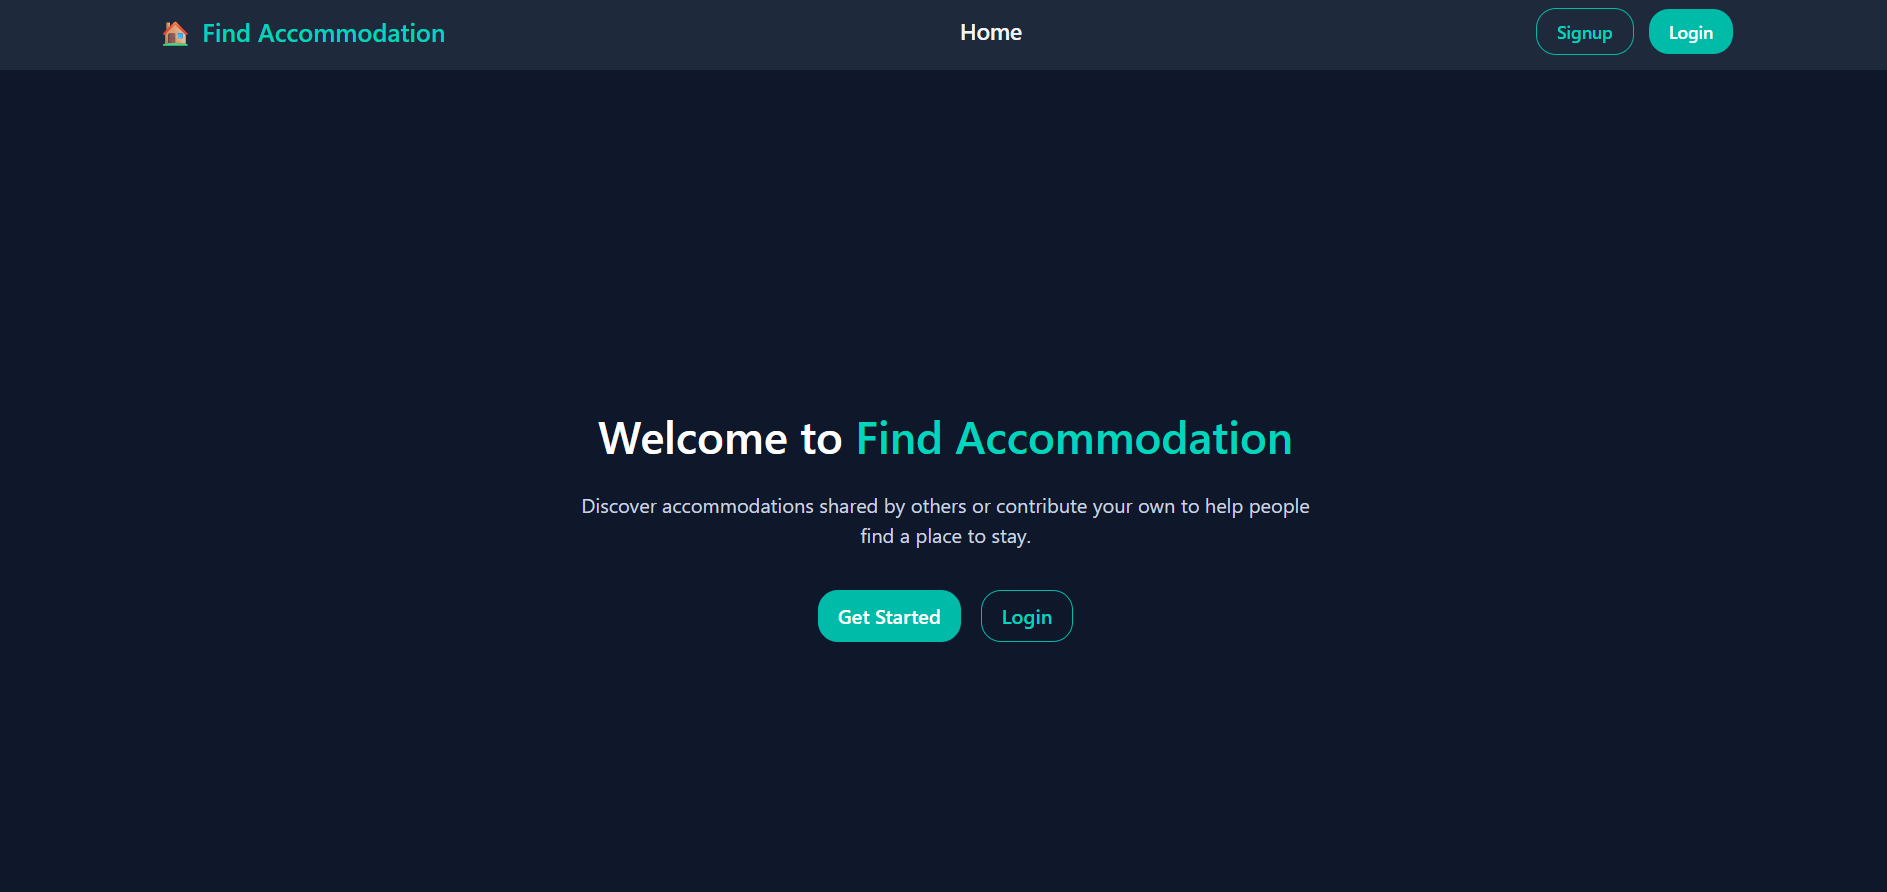 Find Accommodation
Home
Signup
Login
Welcome to Find Accommodation
Discover accommodations shared by others or contribute your own to help people
find a place to stay.
Get Started
Login